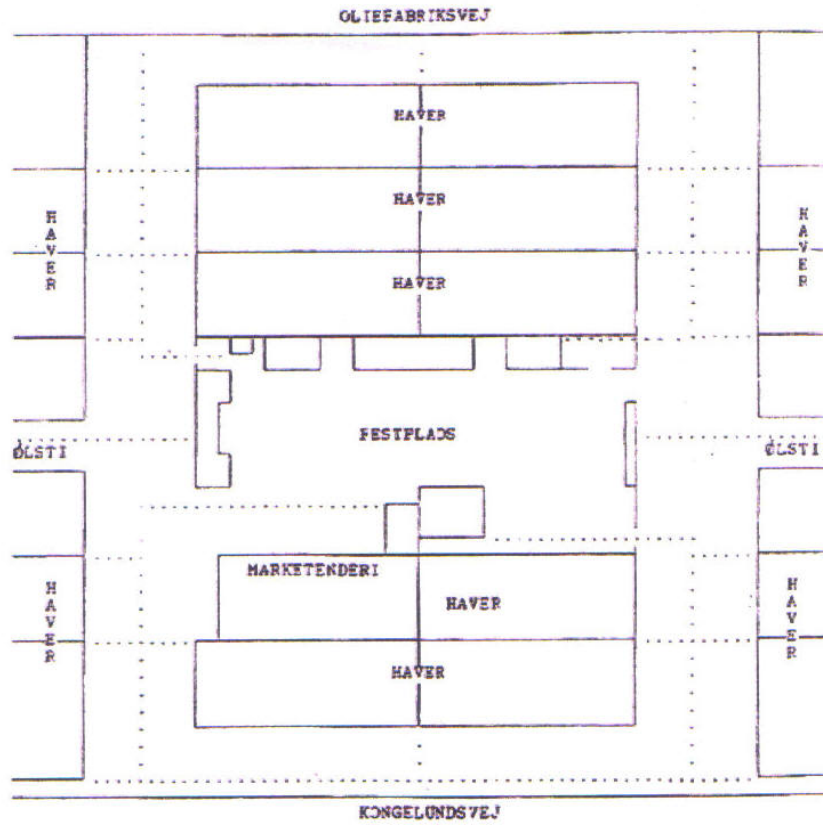 OLIEFABRIKSVEJ
HAVER
HAVER
HAVER
HAVER
HAVER
FESTPLADS
ØLSTI
ØLSTI
MARKETENDERI
HAVER
HAVER
HAVER
HAVER
KONGELUNDSVEJ